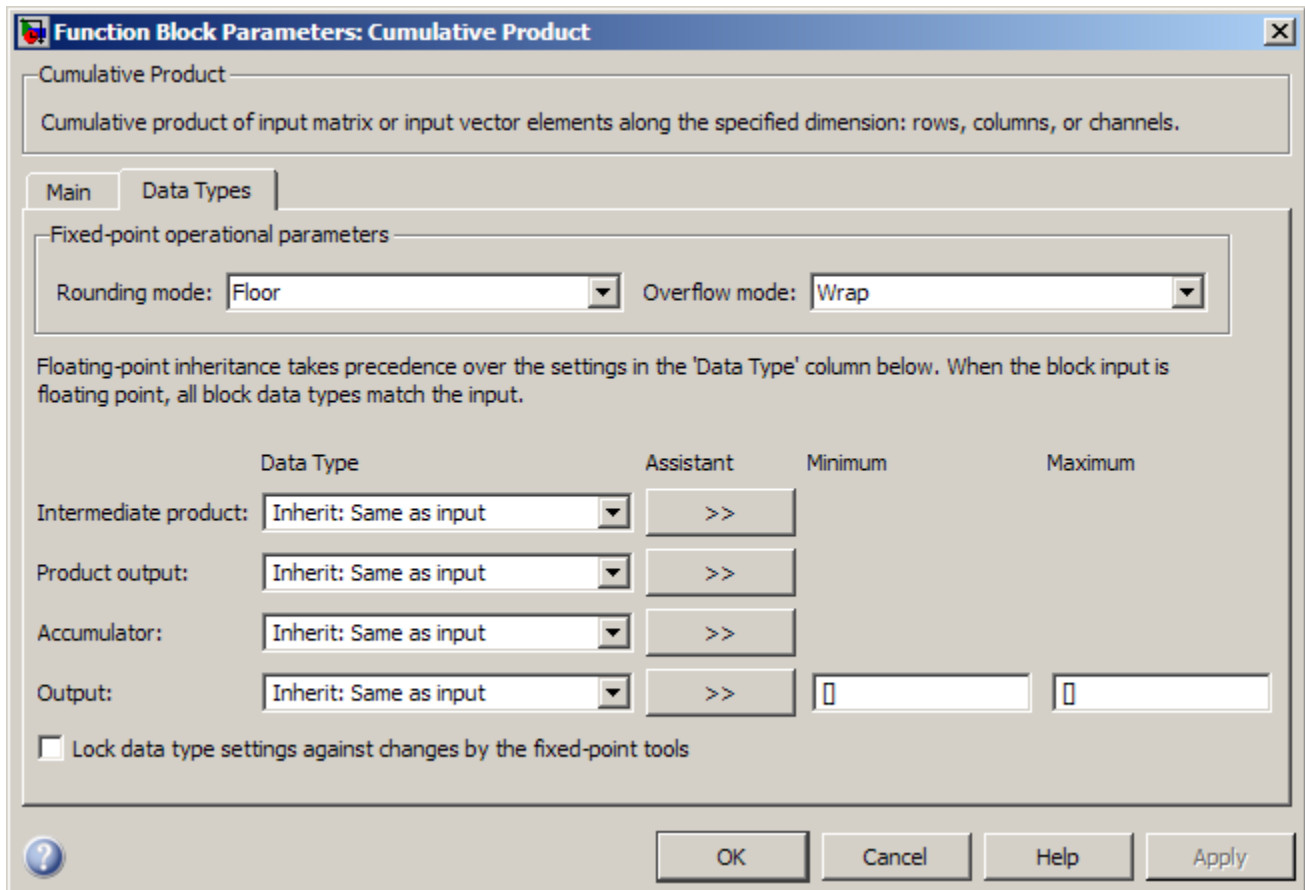 Function Block Parameters: Cumulative Product
Cumulative Product
Cumulative product of input matrix or input vector elements along the specified dimension: rows, columns, or channels.
Main Data Types
Fixed-point operational parameters
Rounding mode: Floor Overflow mode: Wrap
Floating-point inheritance takes precedence over the settings in the 'Data Type' column below. When the block input is
floating point, all block data types match the input.
Data Type Assistant Minimum Maximum
Intermediate product: Inherit: Same as input >>
Product output: Inherit: Same as input >>
Accumulator: Inherit: Same as input >>
Output: Inherit: Same as input >> [] []
Lock data type settings against changes by the fixed-point tools
? OK Cancel Help Apply